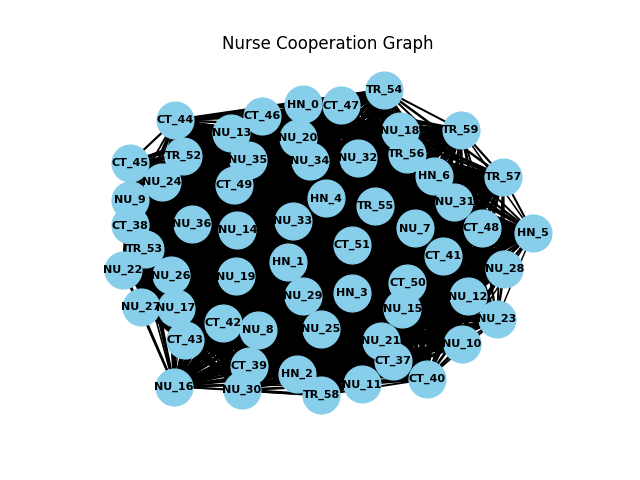 Nurse Cooperation Graph
TR_54
HN_0
CT_47
CT_46
CT_44
NU_13
NU_20
NU_18
TR_59
TR_52
NU_35
NU_34
NU_32
TR_56
CT_45
NU_24
CT_49
HN_6
TR_57
NU_9
HN_4
TR_55
NU_31
CT_38
NU_36
NU_14
NU_33
NU_7
CT_48
HN_5
TR_53
CT_51
CT_41
NU_22
NU_26
NU_19
HN_1
NU_28
NU_27
NU_17
NU_29
HN_3
CT_50
NU_15
NU_12
NU_23
CT_43
CT_42
NU_8
NU_25
NU_21
NU_10
CT_39
CT_37
NU_16
NU_30
HN_2
TR_58
NU_11
CT_40